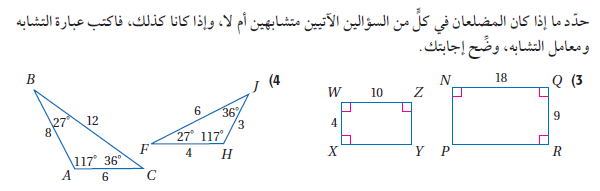 حدّد ما إذا كان المضلعان في كلٍّ من السؤالين الآتيين متشابهين أم لا، وإذا كانا كذلك، فاكتب عبارة التشابه
ومعامل التشابه، وضّح إجابتك.
(3
N 18 Q
9
P R
W 10 Z
4
X Y
(4
J
6 36°
3
27° 117°
F 4 H
B
27° 12
8
117° 36°
A 6 C